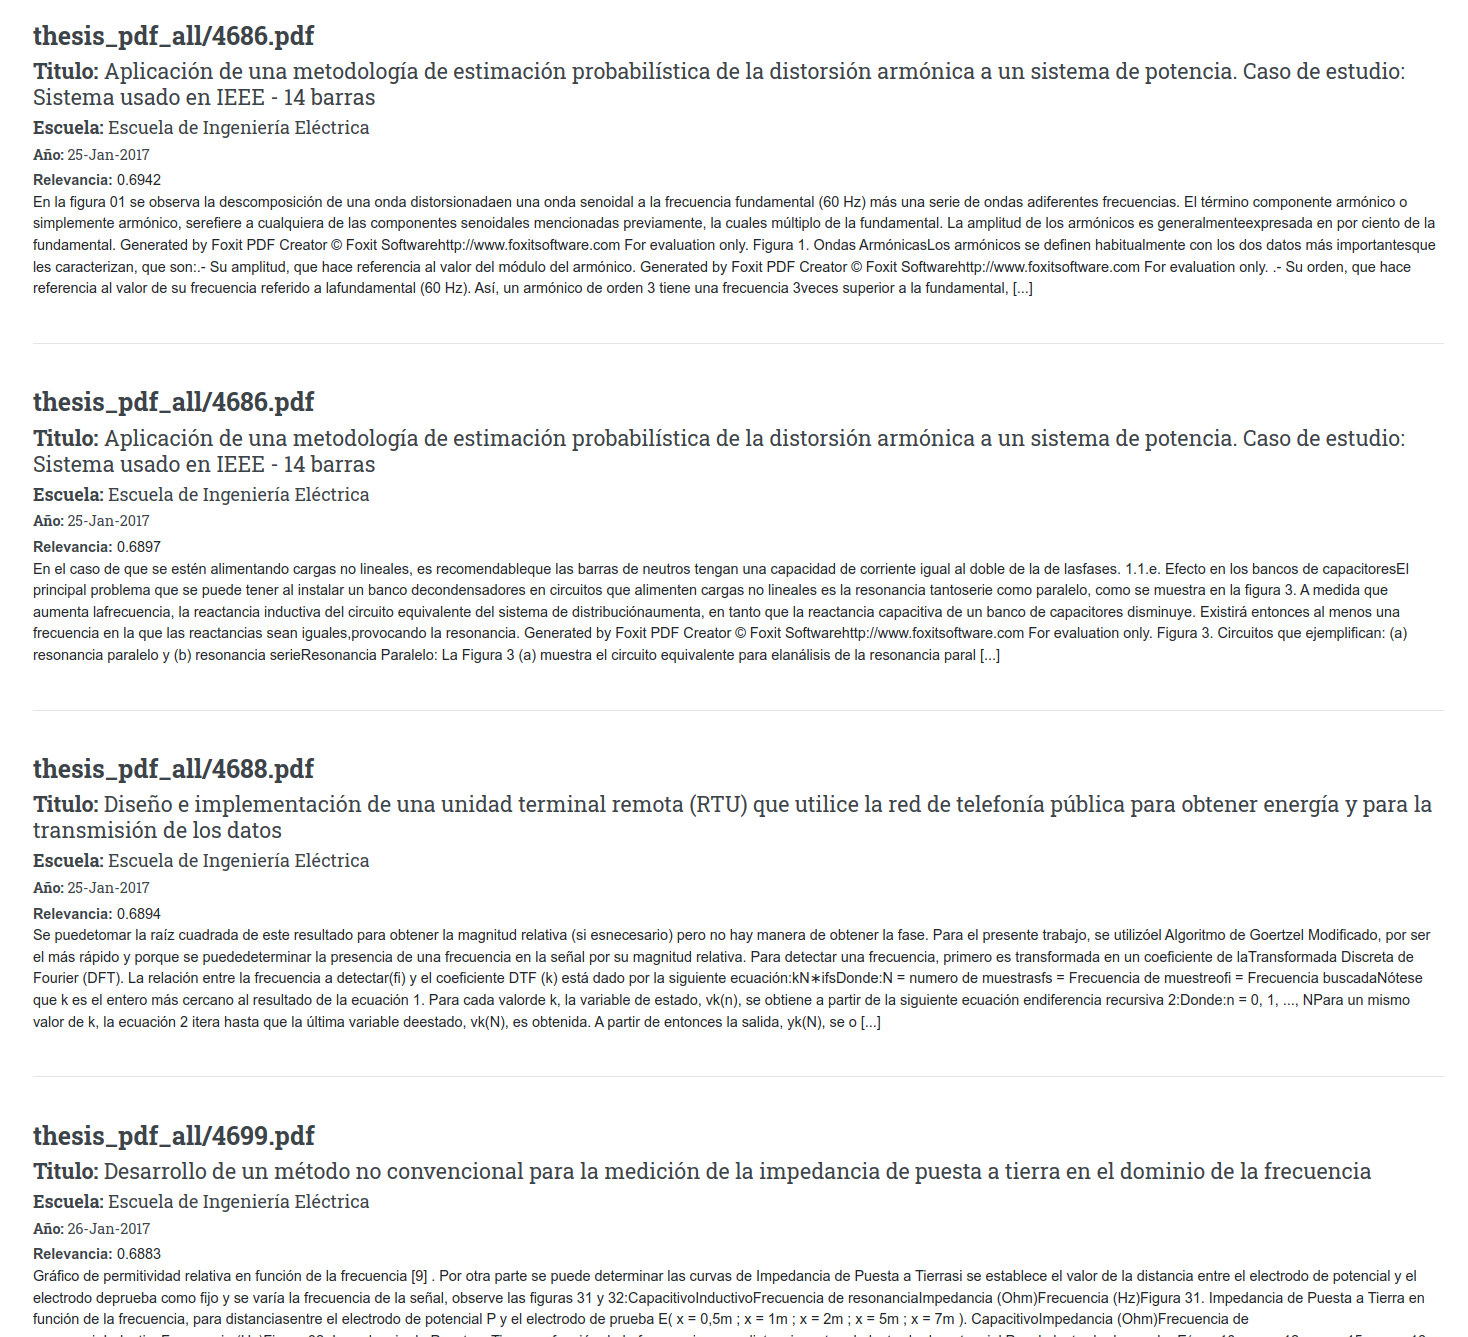 thesis_pdf_all/4686.pdf
Titulo: Aplicación de una metodología de estimación probabilística de la distorsión armónica a un sistema de potencia. Caso de estudio:
Sistema usado en IEEE - 14 barras
Escuela: Escuela de Ingeniería Eléctrica
Año: 25-Jan-2017
Relevancia: 0.6942
En la figura 01 se observa la descomposición de una onda distorsionadaen una onda senoidal a la frecuencia fundamental (60 Hz) más una serie de ondas adiferentes frecuencias. El término componente armónico o
simplemente armónico, serefiere a cualquiera de las componentes senoidales mencionadas previamente, la cuales múltiplo de la fundamental. La amplitud de los armónicos es generalmenteexpresada en por ciento de la
fundamental. Generated by Foxit PDF Creator © Foxit Softwarehttp://www.foxitsoftware.com For evaluation only. Figura 1. Ondas ArmónicasLos armónicos se definen habitualmente con los dos datos más importantesque
les caracterizan, que son:.- Su amplitud, que hace referencia al valor del módulo del armónico. Generated by Foxit PDF Creator © Foxit Softwarehttp://www.foxitsoftware.com For evaluation only. .- Su orden, que hace
referencia al valor de su frecuencia referido a lafundamental (60 Hz). Así, un armónico de orden 3 tiene una frecuencia 3veces superior a la fundamental, [...]
thesis_pdf_all/4686.pdf
Titulo: Aplicación de una metodología de estimación probabilística de la distorsión armónica a un sistema de potencia. Caso de estudio:
Sistema usado en IEEE - 14 barras
Escuela: Escuela de Ingeniería Eléctrica
Año: 25-Jan-2017
Relevancia: 0.6897
En el caso de que se estén alimentando cargas no lineales, es recomendableque las barras de neutros tengan una capacidad de corriente igual al doble de la de lasfases. 1.1.e. Efecto en los bancos de capacitoresEl
principal problema que se puede tener al instalar un banco decondensadores en circuitos que alimenten cargas no lineales es la resonancia tantoserie como paralelo, como se muestra en la figura 3. A medida que
aumenta lafrecuencia, la reactancia inductiva del circuito equivalente del sistema de distribuciónaumenta, en tanto que la reactancia capacitiva de un banco de capacitores disminuye. Existirá entonces al menos una
frecuencia en la que las reactancias sean iguales,provocando la resonancia. Generated by Foxit PDF Creator © Foxit Softwarehttp://www.foxitsoftware.com For evaluation only. Figura 3. Circuitos que ejemplifican: (a)
resonancia paralelo y (b) resonancia serieResonancia Paralelo: La Figura 3 (a) muestra el circuito equivalente para elanálisis de la resonancia paral [...]
thesis_pdf_all/4688.pdf
Titulo: Diseño e implementación de una unidad terminal remota (RTU) que utilice la red de telefonía pública para obtener energía y para la
transmisión de los datos
Escuela: Escuela de Ingeniería Eléctrica
Año: 25-Jan-2017
Relevancia: 0.6894
Se puedetomar la raíz cuadrada de este resultado para obtener la magnitud relativa (si esnecesario) pero no hay manera de obtener la fase. Para el presente trabajo, se utilizóel Algoritmo de Goertzel Modificado, por ser
el más rápido y porque se puededeterminar la presencia de una frecuencia en la señal por su magnitud relativa. Para detectar una frecuencia, primero es transformada en un coeficiente de laTransformada Discreta de
Fourier (DFT). La relación entre la frecuencia a detectar(fi) y el coeficiente DTF (k) está dado por la siguiente ecuación:kN∗ifsDonde:N = numero de muestrasfs = Frecuencia de muestreofi = Frecuencia buscadaNótese
que k es el entero más cercano al resultado de la ecuación 1. Para cada valorde k, la variable de estado, vk(n), se obtiene a partir de la siguiente ecuación endiferencia recursiva 2:Donde:n = 0, 1, ..., NPara un mismo
valor de k, la ecuación 2 itera hasta que la última variable deestado, vk(N), es obtenida. A partir de entonces la salida, yk(N), se o [...]
thesis_pdf_all/4699.pdf
Titulo: Desarrollo de un método no convencional para la medición de la impedancia de puesta a tierra en el dominio de la frecuencia
Escuela: Escuela de Ingeniería Eléctrica
Año: 26-Jan-2017
Relevancia: 0.6883
Gráfico de permitividad relativa en función de la frecuencia [9] . Por otra parte se puede determinar las curvas de Impedancia de Puesta a Tierrasi se establece el valor de la distancia entre el electrodo de potencial y el
electrodo deprueba como fijo y se varía la frecuencia de la señal, observe las figuras 31 y 32:CapacitivoInductivoFrecuencia de resonanciaImpedancia (Ohm)Frecuencia (Hz)Figura 31. Impedancia de Puesta a Tierra en
función de la frecuencia, para distanciasentre el electrodo de potencial P y el electrodo de prueba E( x = 0,5m ; x = 1m ; x = 2m ; x = 5m ; x = 7m ). CapacitivoImpedancia (Ohm)Frecuencia de